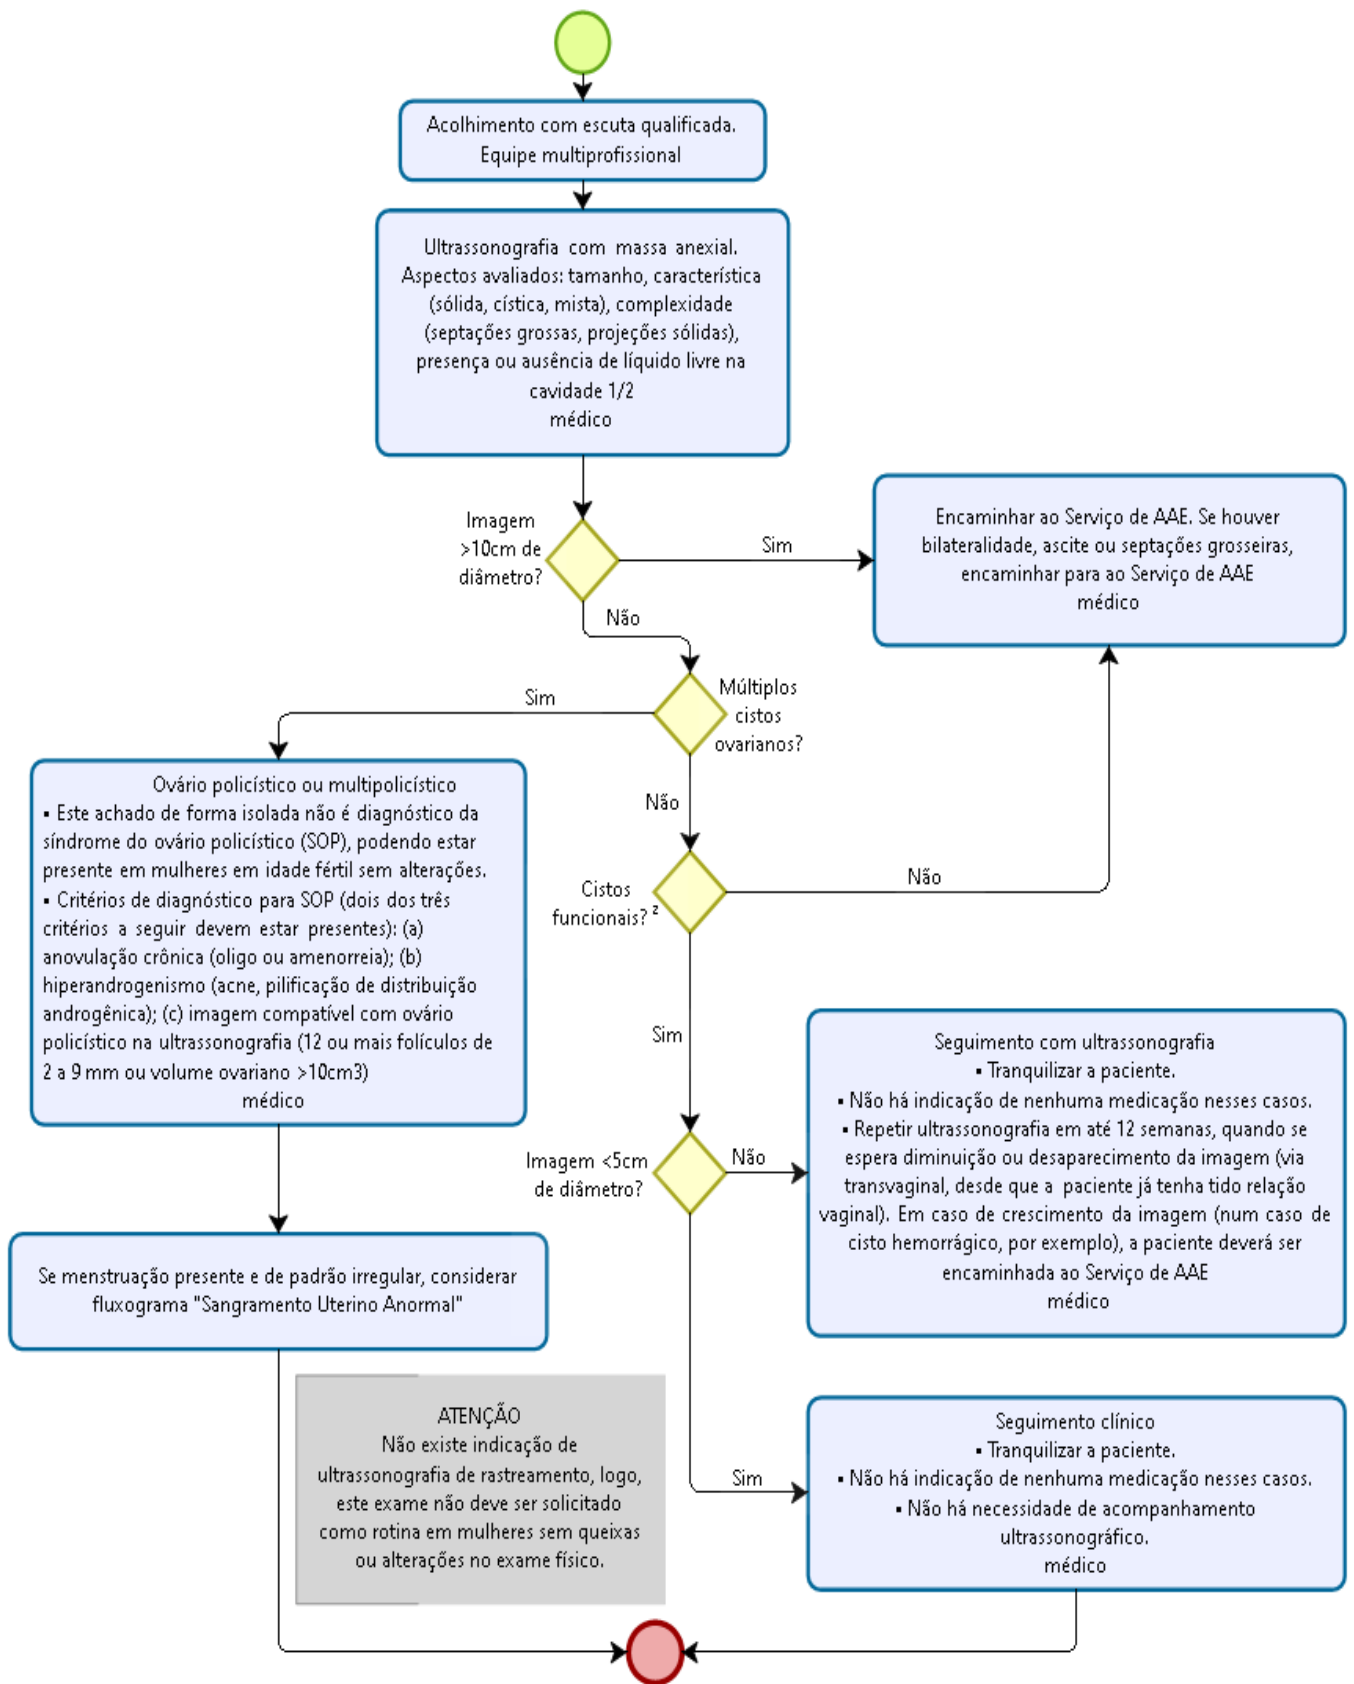 Acolhimento com escuta qualificada.
Equipe multiprofissional
Ultrassonografia com massa anexial.
Aspectos avaliados: tamanho, característica
(sólida, cística, mista), complexidade
(septações grossas, projeções sólidas),
presença ou ausência de líquido livre na
cavidade 1/2
médico
Imagem
>10cm de
diâmetro?
Sim
Encaminhar ao Serviço de AAE. Se houver
bilateralidade, ascite ou septações grosseiras,
encaminhar para ao Serviço de AAE
médico
Não
Múltiplos
cistos
ovarianos?
Sim
Ovário policístico ou multipolicístico
▪ Este achado de forma isolada não é diagnóstico da
síndrome do ovário policístico (SOP), podendo estar
presente em mulheres em idade fértil sem alterações.
▪ Critérios de diagnóstico para SOP (dois dos três
critérios a seguir devem estar presentes): (a)
anovulação crônica (oligo ou amenorreia); (b)
hiperandrogenismo (acne, pilificação de distribuição
androgênica); (c) imagem compatível com ovário
policístico na ultrassonografia (12 ou mais folículos de
2 a 9 mm ou volume ovariano >10cm3)
médico
Não
Cistos
funcionais? ²
Não
Sim
Seguimento com ultrassonografia
▪ Tranquilizar a paciente.
▪ Não há indicação de nenhuma medicação nesses casos.
▪ Repetir ultrassonografia em até 12 semanas, quando se
espera diminuição ou desaparecimento da imagem (via
transvaginal, desde que a paciente já tenha tido relação
vaginal). Em caso de crescimento da imagem (num caso de
cisto hemorrágico, por exemplo), a paciente deverá ser
encaminhada ao Serviço de AAE
médico
Imagem <5cm
de diâmetro?
Não
Se menstruação presente e de padrão irregular, considerar
fluxograma "Sangramento Uterino Anormal"
ATENÇÃO
Não existe indicação de
ultrassonografia de rastreamento, logo,
este exame não deve ser solicitado
como rotina em mulheres sem queixas
ou alterações no exame físico.
Sim
Seguimento clínico
▪ Tranquilizar a paciente.
▪ Não há indicação de nenhuma medicação nesses casos.
▪ Não há necessidade de acompanhamento
ultrassonográfico.
médico